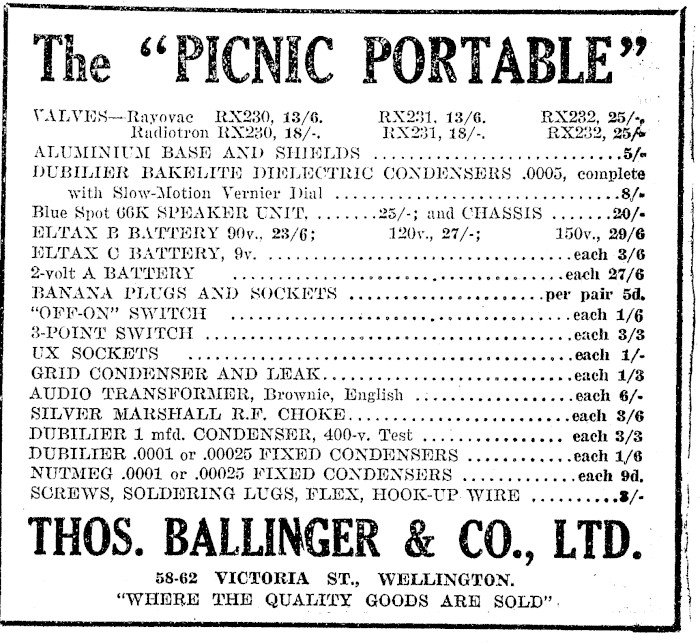 The "PICNIC PORTABLE"
VALVES—Rayovac RX230, 13/6. RX231, 13/6. RX232, 25/-.
Radiotron RX230, 18/-. RX231, 18/-. RX232, 25/-
ALUMINIUM BASE AND SHIELDS ............................5/-
DUBILIER BAKELITE DIELECTRIC CONDENSERS .0005, complete
with Slow-Motion Vernier Dial ................................8/-
Blue Spot 66K SPEAKER UNIT, .......25/-; and CHASSIS .......20/-
ELTAX B BATTERY 90v., 23/6; 120v., 27/-; 150v., 29/6
ELTAX C BATTERY, 9v. ...................................each 3/6
2-volt A BATTERY ...................................each 27/6
BANANA PLUGS AND SOCKETS ......................per pair 5d.
"OFF-ON" SWITCH .......................................each 1/6
3-POINT SWITCH ..........................................each 3/3
UX SOCKETS ...........................................each 1/-
GRID CONDENSER AND LEAK............................each 1/3
AUDIO TRANSFORMER, Brownie, English ................each 6/-
SILVER MARSHALL R.F. CHOKE.........................each 3/6
DUBILIER 1 mfd. CONDENSER, 400-v. Test ............... each 3/3
DUBILIER .0001 or .00025 FIXED CONDENSERS ...........each 1/6
NUTMEG .0001 or .00025 FIXED CONDENSERS ............each 9d.
SCREWS, SOLDERING LUGS, FLEX, HOOK-UP WIRE ..........3/-
THOS. BALLINGER & CO., LTD.
58-62 VICTORIA ST., WELLINGTON.
"WHERE THE QUALITY GOODS ARE SOLD"